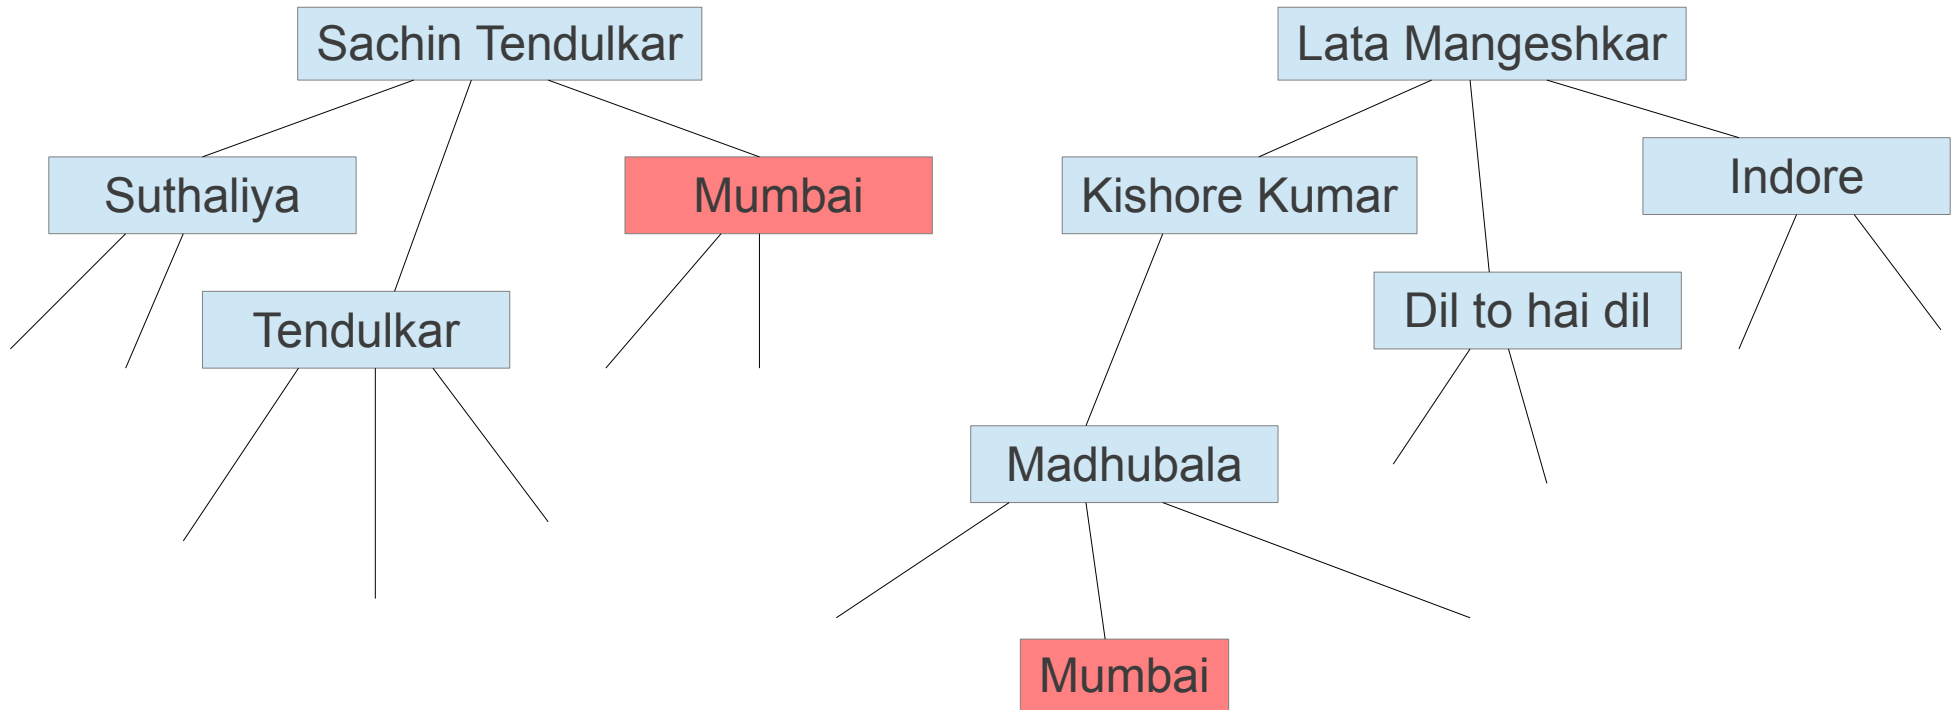 Sachin Tendulkar
Lata Mangeshkar
Suthaliya
Mumbai
Kishore Kumar
Indore
Tendulkar
Dil to hai dil
Madhubala
Mumbai